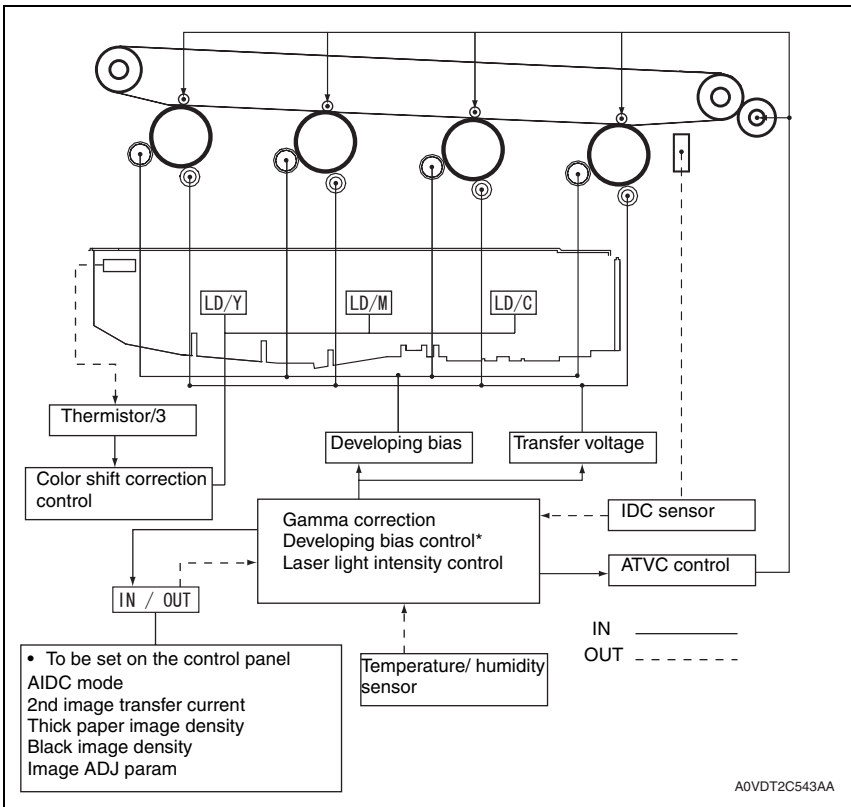 LD/Y
LD/M
LD/C
Thermistor/3
Color shift correction
control
Developing bias
Transfer voltage
Gamma correction
Developing bias control*
Laser light intensity control
IDC sensor
ATVC control
IN / OUT
IN
OUT
• To be set on the control panel
AIDC mode
2nd image transfer current
Thick paper image density
Black image density
Image ADJ param
Temperature/ humidity
sensor
A0VDT2C543AA